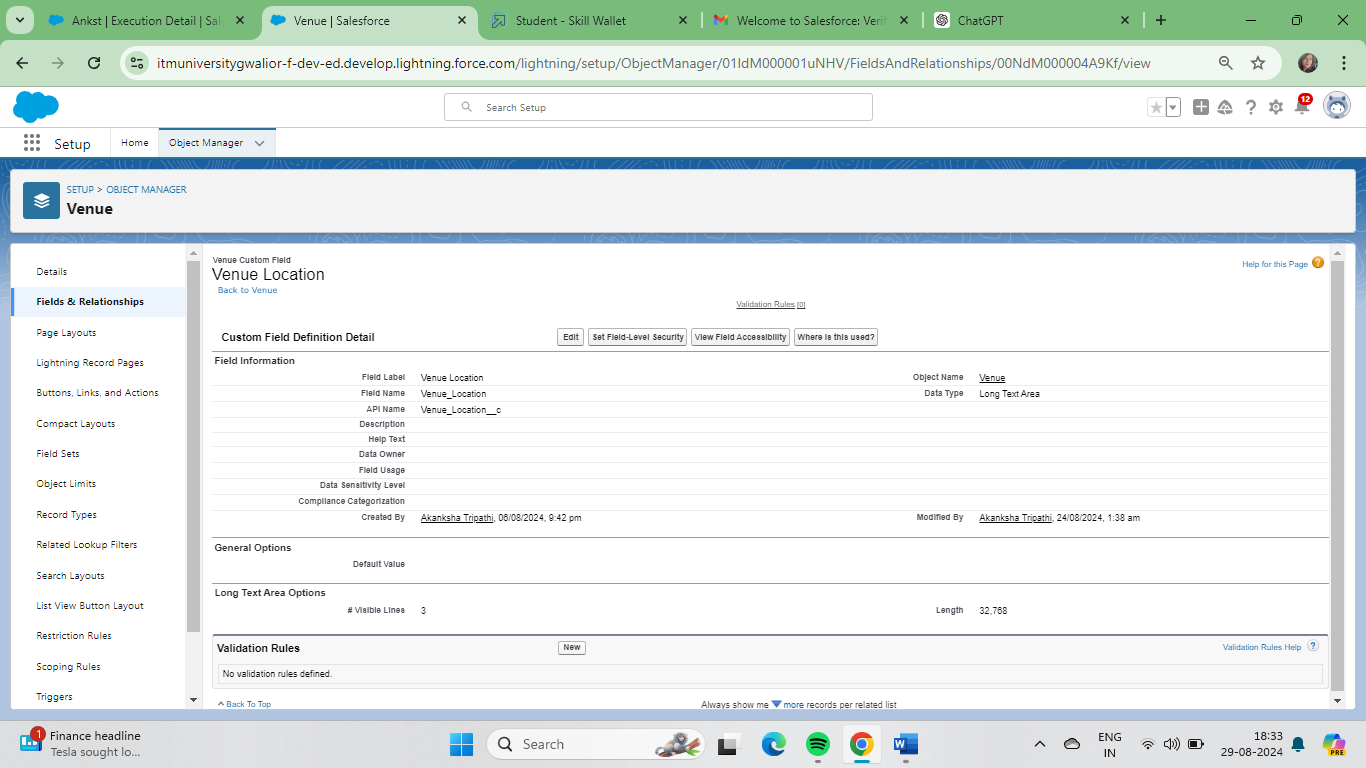 Ankst | Execution Detail | Sal
Venue | Salesforce
Student - Skill Wallet
Welcome to Salesforce: Verif
ChatGPT
itmuniversitygwalior-f-dev-ed.develop.lightning.force.com/lightning/setup/ObjectManager/01IdM000001uNHV/FieldsAndRelationships/00NdM000004A9Kf/view
Search Setup
12
Setup
Home
Object Manager
SETUP > OBJECT MANAGER
Venue
Details
Fields & Relationships
Page Layouts
Lightning Record Pages
Buttons, Links, and Actions
Compact Layouts
Field Sets
Object Limits
Record Types
Related Lookup Filters
Search Layouts
List View Button Layout
Restriction Rules
Scoping Rules
Triggers
Venue Custom Field
Venue Location
Back to Venue
Help for this Page
Validation Rules [0]
Custom Field Definition Detail
Edit
Set Field-Level Security
View Field Accessibility
Where is this used?
Field Information
Field Label Venue Location Object Name Venue
Field Name Venue_Location Data Type Long Text Area
API Name Venue_Location__c
Description
Help Text
Data Owner
Field Usage
Data Sensitivity Level
Compliance Categorization
Created By Akanksha Tripathi, 06/08/2024, 9:42 pm Modified By Akanksha Tripathi, 24/08/2024, 1:38 am
General Options
Default Value
Long Text Area Options
# Visible Lines 3 Length 32,768
Validation Rules
New
Validation Rules Help ?
No validation rules defined.
Back To Top
Always show me more records per related list
1
Finance headline
Tesla sought lo...
Search
ENG
IN
18:33
29-08-2024
PRE